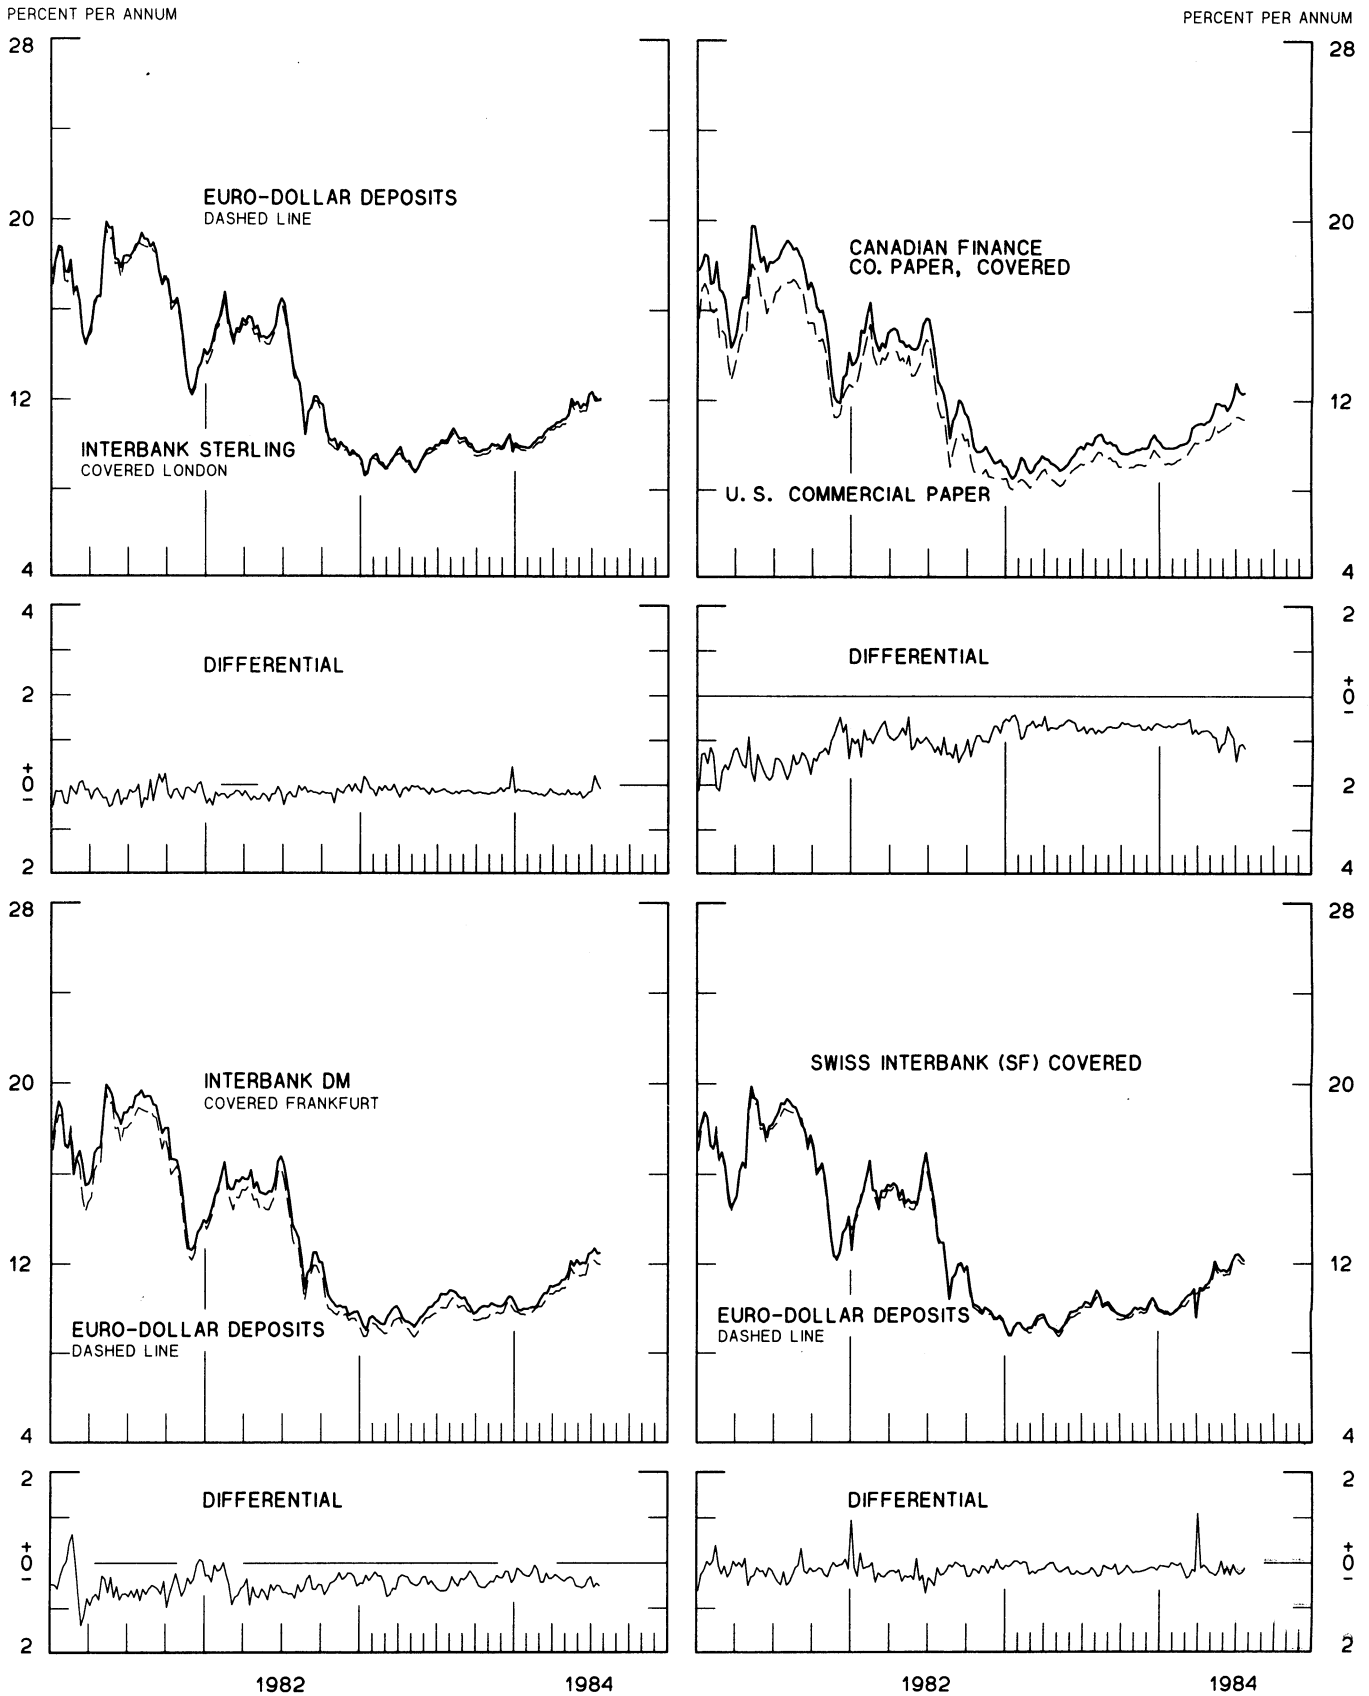 PERCENT PER ANNUM
PERCENT PER ANNUM
28
20
12
4
EURO-DOLLAR DEPOSITS
DASHED LINE
INTERBANK STERLING
COVERED LONDON
28
20
12
4
CANADIAN FINANCE
CO. PAPER, COVERED
U. S. COMMERCIAL PAPER
4
2
+
0
−
2
DIFFERENTIAL
2
+
0
−
2
4
DIFFERENTIAL
28
20
12
4
INTERBANK DM
COVERED FRANKFURT
EURO-DOLLAR DEPOSITS
DASHED LINE
28
20
12
4
SWISS INTERBANK (SF) COVERED
EURO-DOLLAR DEPOSITS
DASHED LINE
2
+
0
−
2
DIFFERENTIAL
2
+
0
−
2
DIFFERENTIAL
1982
1984
1982
1984